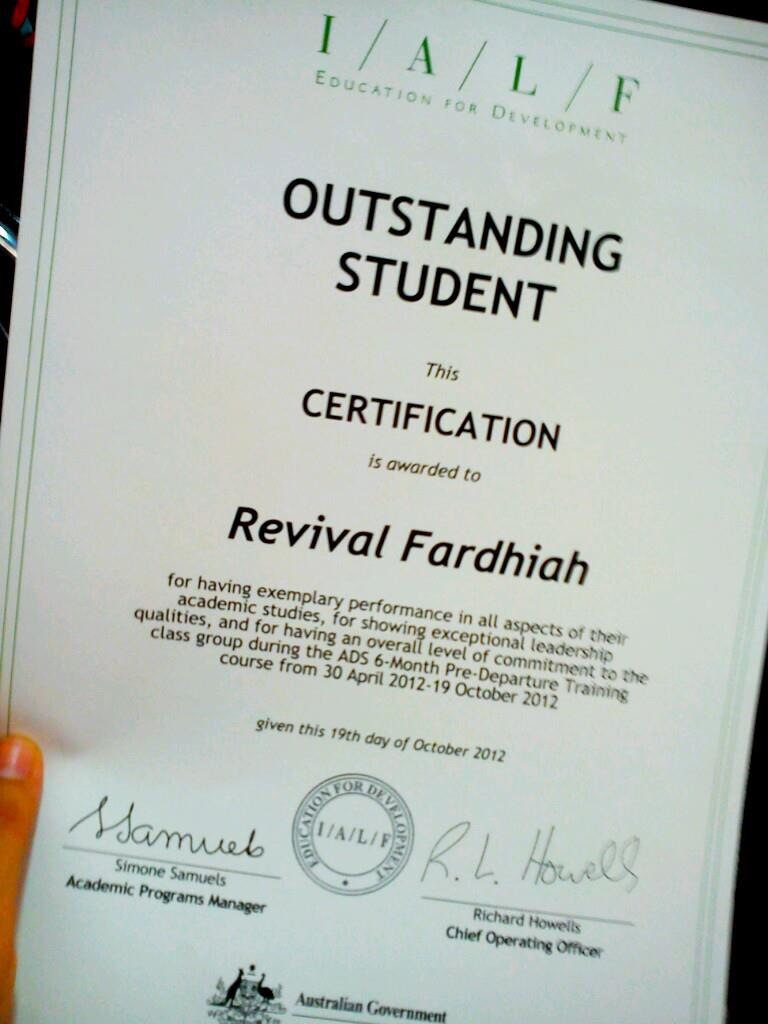 I / A / L / F
EDUCATION FOR DEVELOPMENT
OUTSTANDING
STUDENT
This
CERTIFICATION
is awarded to
Revival Fardhiah
for having exemplary performance in all aspects of their
academic studies, for showing exceptional leadership
qualities, and for having an overall level of commitment to the
class group during the ADS 6-Month Pre-Departure Training
course from 30 April 2012-19 October 2012
given this 19th day of October 2012
SSamuels
EDUCATION FOR DEVELOPMENT
I/A/L/F
R. L. Howells
Simone Samuels
Academic Programs Manager
Richard Howells
Chief Operating Officer
Australian Government